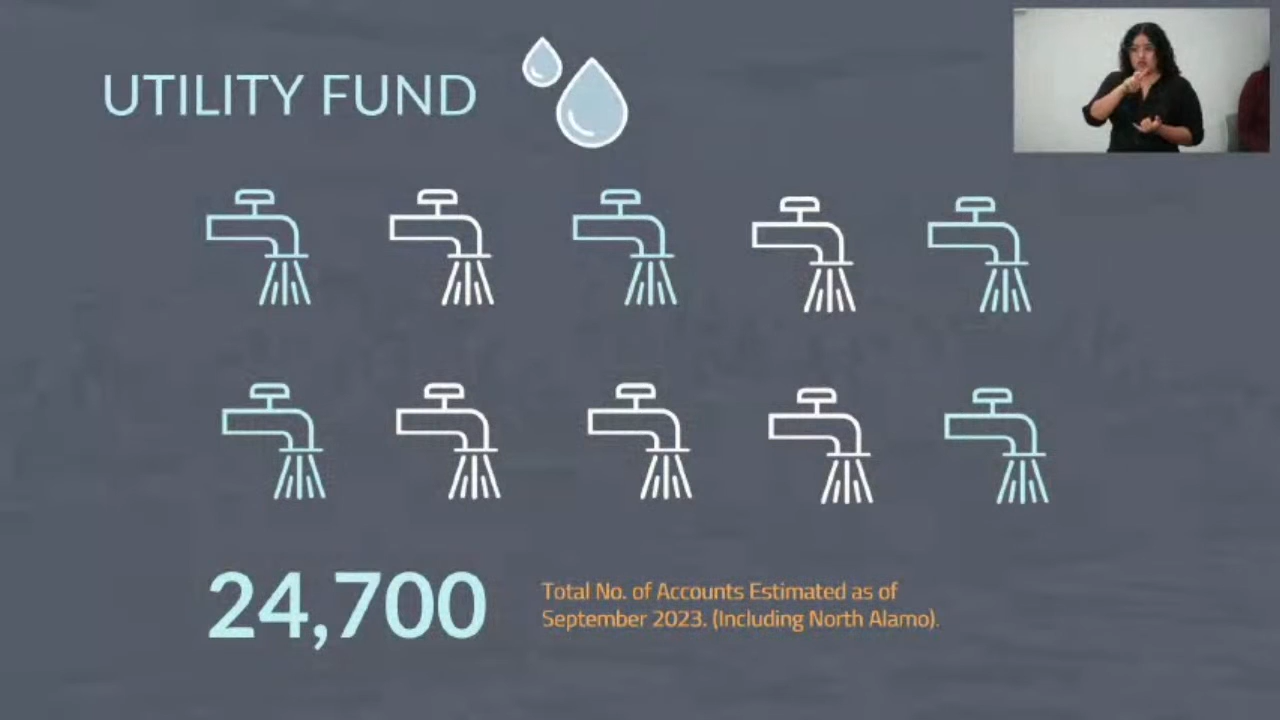 UTILITY FUND
24,700
Total No. of Accounts Estimated as of
September 2023. (Including North Alamo).